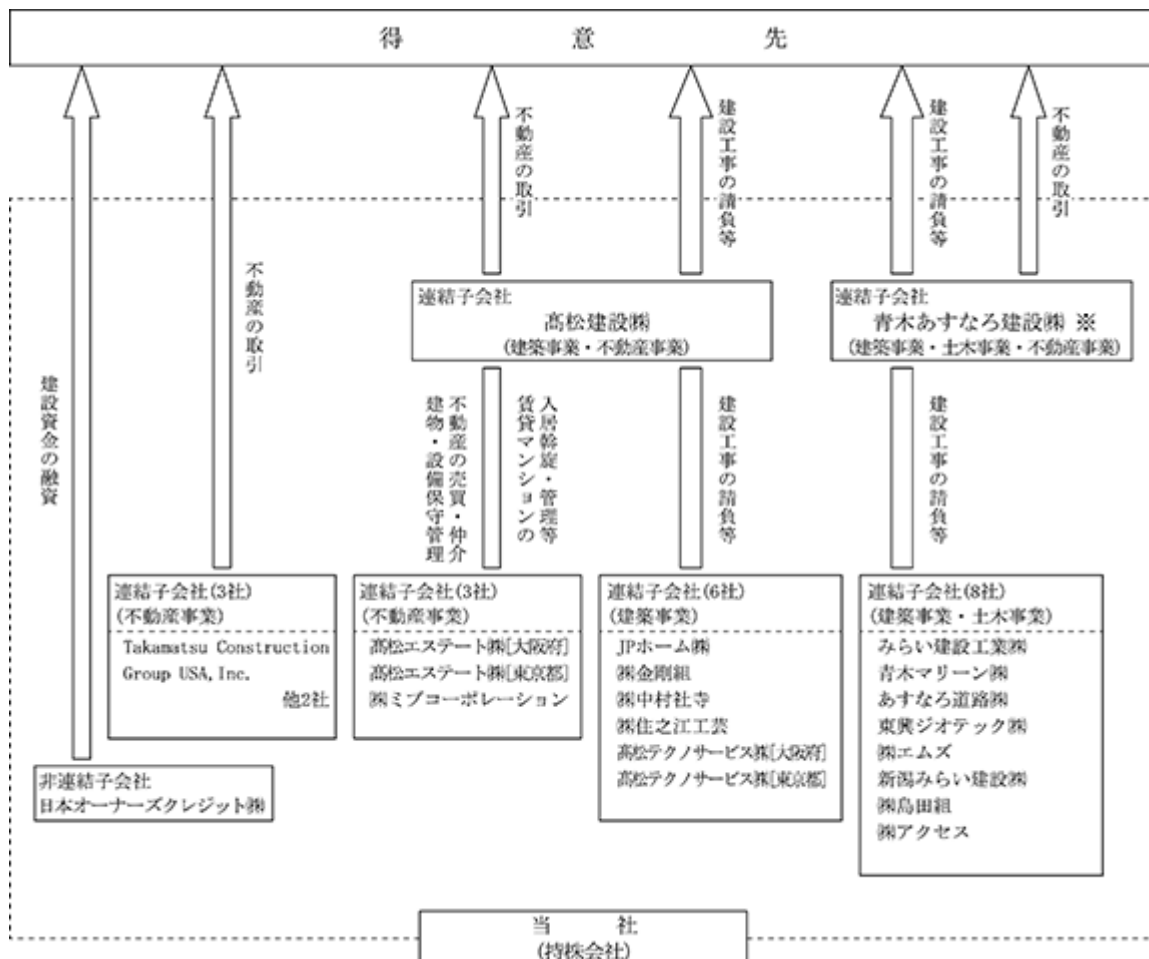 得意先
不動産の取引
建設工事の請負等
建設工事の請負等
不動産の取引
不動産の取引
建設資金の融資
連結子会社
髙松建設㈱
(建築事業・不動産事業)
連結子会社
青木あすなろ建設㈱ ※
(建築事業・土木事業・不動産事業)
建物・設備保守管理
不動産の売買・仲介
賃貸マンションの
入居斡旋・管理等
建設工事の請負等
建設工事の請負等
連結子会社(3社)
(不動産事業)
Takamatsu Construction
Group USA, Inc.
他2社
連結子会社(3社)
(不動産事業)
髙松エステート㈱[大阪府]
髙松エステート㈱[東京都]
㈱ミブコーポレーション
連結子会社(6社)
(建築事業)
JPホーム㈱
㈱金剛組
㈱中村社寺
㈱住之江工芸
髙松テクノサービス㈱[大阪府]
髙松テクノサービス㈱[東京都]
連結子会社(8社)
(建築事業・土木事業)
みらい建設工業㈱
青木マリーン㈱
あすなろ道路㈱
東興ジオテック㈱
㈱エムズ
新潟みらい建設㈱
㈱島田組
㈱アクセス
非連結子会社
日本オーナーズクレジット㈱
当社
(持株会社)